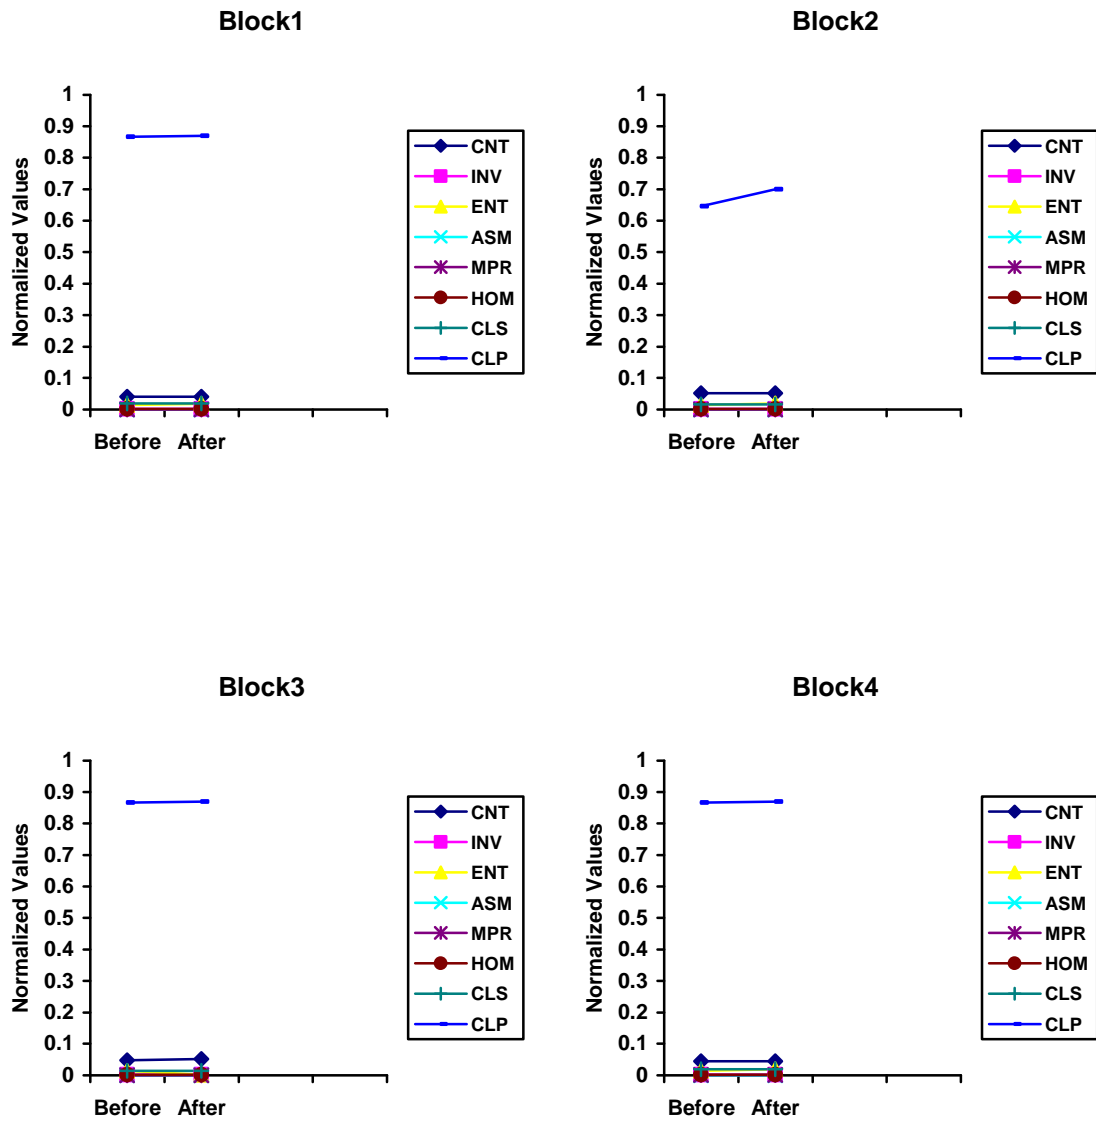 Block1
Normalized Values
1
0.9
0.8
0.7
0.6
0.5
0.4
0.3
0.2
0.1
0
Before After
CNT
INV
ENT
ASM
MPR
HOM
CLS
CLP
Block2
Normalized Vlaues
1
0.9
0.8
0.7
0.6
0.5
0.4
0.3
0.2
0.1
0
Before After
CNT
INV
ENT
ASM
MPR
HOM
CLS
CLP
Block3
Normalized Values
1
0.9
0.8
0.7
0.6
0.5
0.4
0.3
0.2
0.1
0
Before After
CNT
INV
ENT
ASM
MPR
HOM
CLS
CLP
Block4
Normalized Values
1
0.9
0.8
0.7
0.6
0.5
0.4
0.3
0.2
0.1
0
Before After
CNT
INV
ENT
ASM
MPR
HOM
CLS
CLP